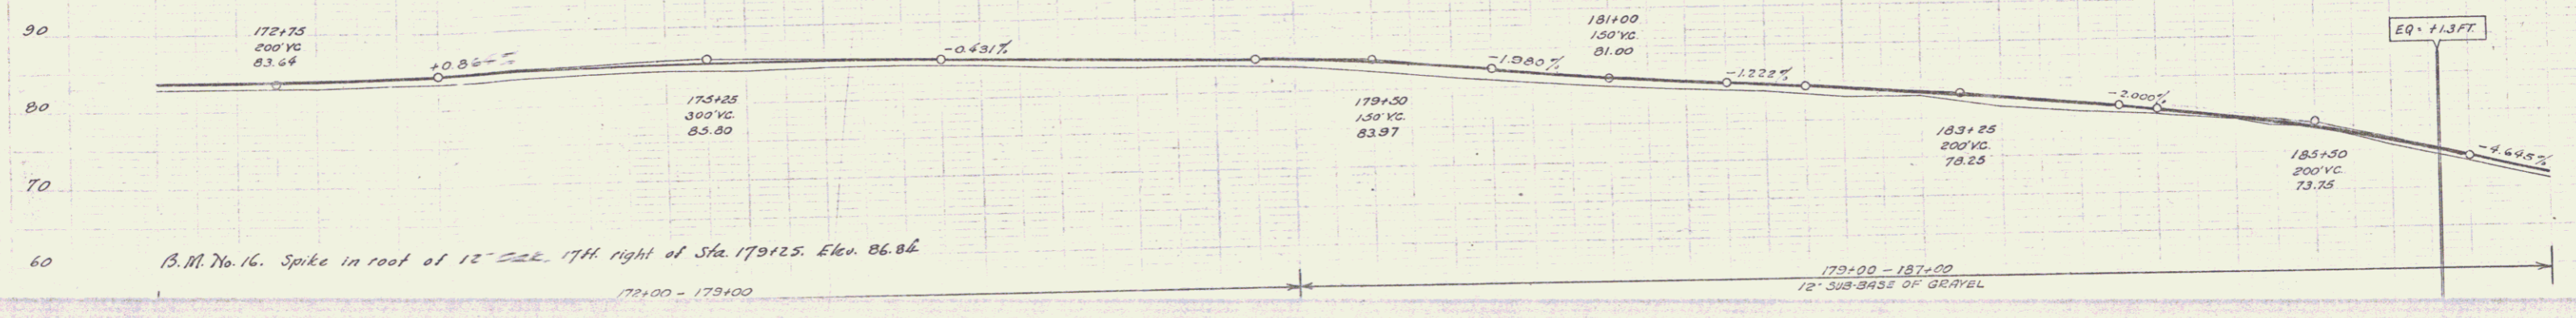 90
80
70
60
172+75
200' V.C.
83.64
175+25
300' V.C.
85.80
-0.431%
179+50
150' V.C.
83.97
-1.980%
181+00
150' V.C.
81.00
-1.222%
183+25
200' V.C.
78.25
-2.000%
185+50
200' V.C.
73.75
EQ = +1.3 FT.
-4.645%
B.M. No. 16. Spike in root of 12" 17ft. right of Sta. 179+25. Elev. 86.84
172+00 - 179+00
179+00 - 187+00
12" SUB-BASE OF GRAVEL